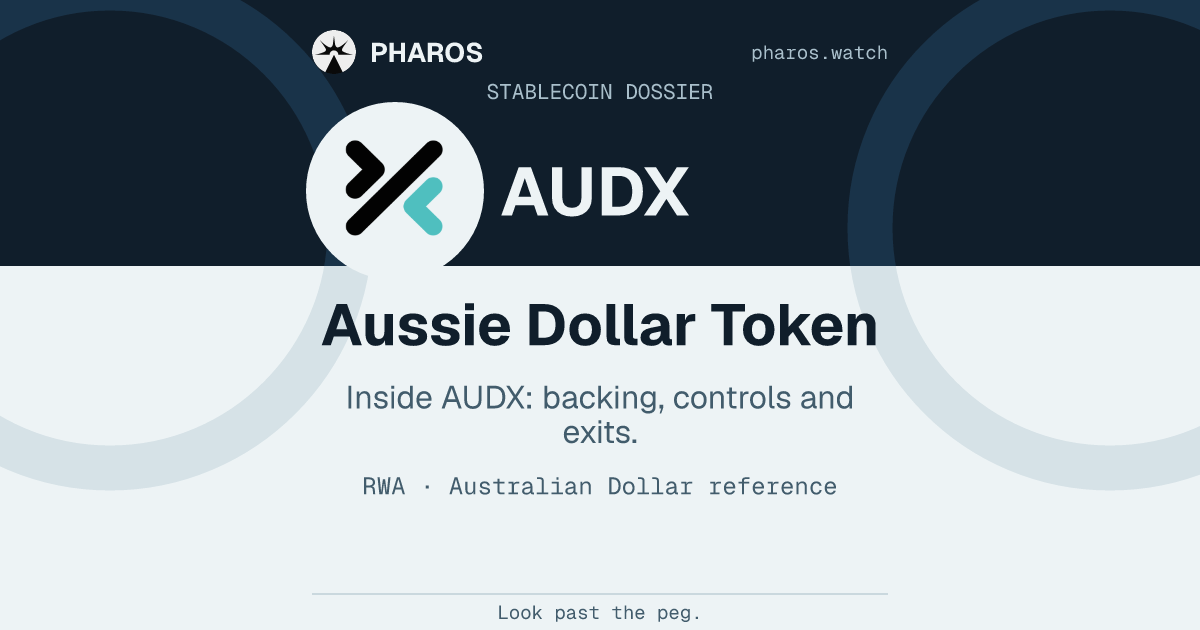 PHAROS
pharos.watch
STABLECOIN DOSSIER
AUDX
Aussie Dollar Token
Inside AUDX: backing, controls and
exits.
RWA · Australian Dollar reference
Look past the peg.